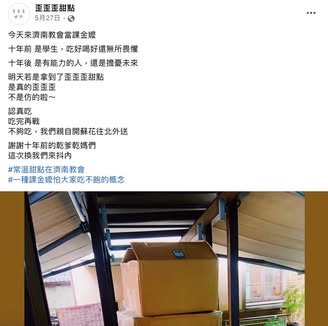 歪歪歪甜點
5月27日·
今天來濟南教會當課金嬤
十年前 是學生，吃好喝好還無所畏懼
十年後 是有能力的人，還是擔憂未來
明天若是拿到了歪歪歪甜點
是真的歪歪歪
不是仿的啦～
認真吃
吃完再戰
不夠吃，我們親自開蘇花往北外送
謝謝十年前的乾爹乾媽們
這次換我們來抖內
#常溫甜點在濟南教會
#一種課金嬤怕大家吃不飽的概念